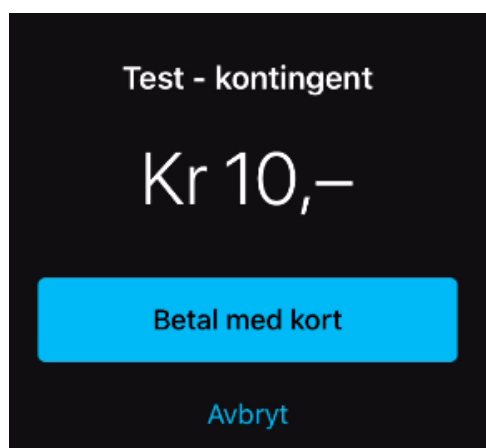 Test - kontingent
Kr 10,–
Betal med kort
Avbryt